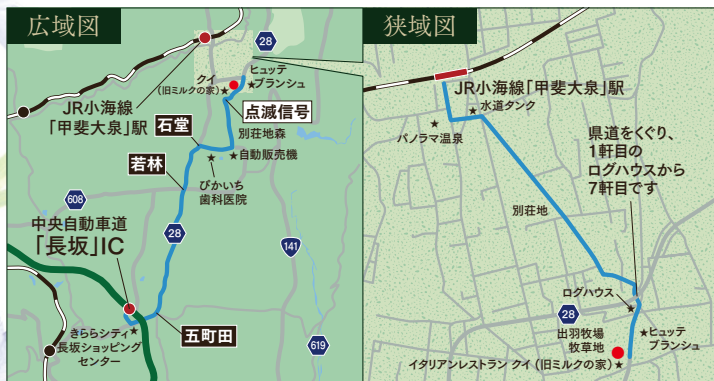 広域図
28
クイ
(旧ミルクの家)
ヒュッテ
ブランシュ
JR小海線
「甲斐大泉」駅
点滅信号
石堂
別荘地森
自動販売機
若林
ぴかいち
歯科医院
608
中央自動車道
「長坂」IC
28
141
きららシティ
長坂ショッピング
センター
五町田
619
狭域図
JR小海線「甲斐大泉」駅
水道タンク
パノラマ温泉
県道をくぐり、
1軒目の
ログハウスから
7軒目です
別荘地
ログハウス
28
出羽牧場
牧草地
ヒュッテ
ブランシュ
イタリアンレストラン クイ(旧ミルクの家)